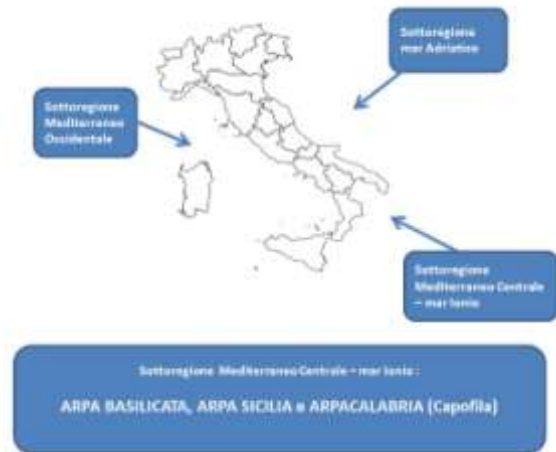 Sottoregione
mar Adriatico
Sottoregione
Mediterraneo
Occidentale
Sottoregione
Mediterraneo Centrale
– mar Ionio
Sottoregione Mediterraneo Centrale – mar Ionio :
ARPA BASILICATA, ARPA SICILIA e ARPACALABRIA (Capofila)